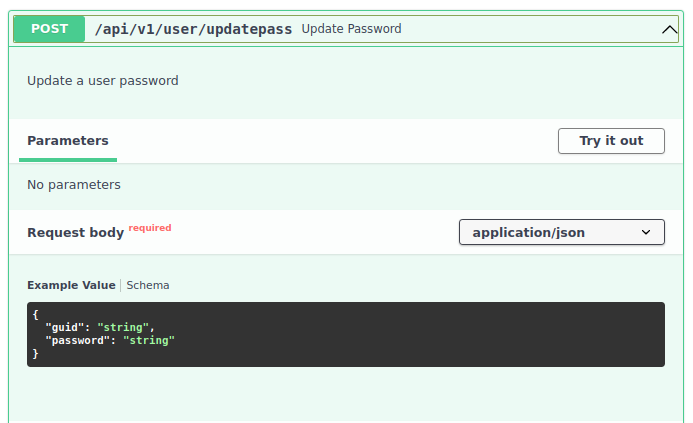 POST /api/v1/user/updatepass Update Password
Update a user password
Parameters Try it out
No parameters
Request body required application/json
Example Value Schema
{
  "guid": "string",
  "password": "string"
}